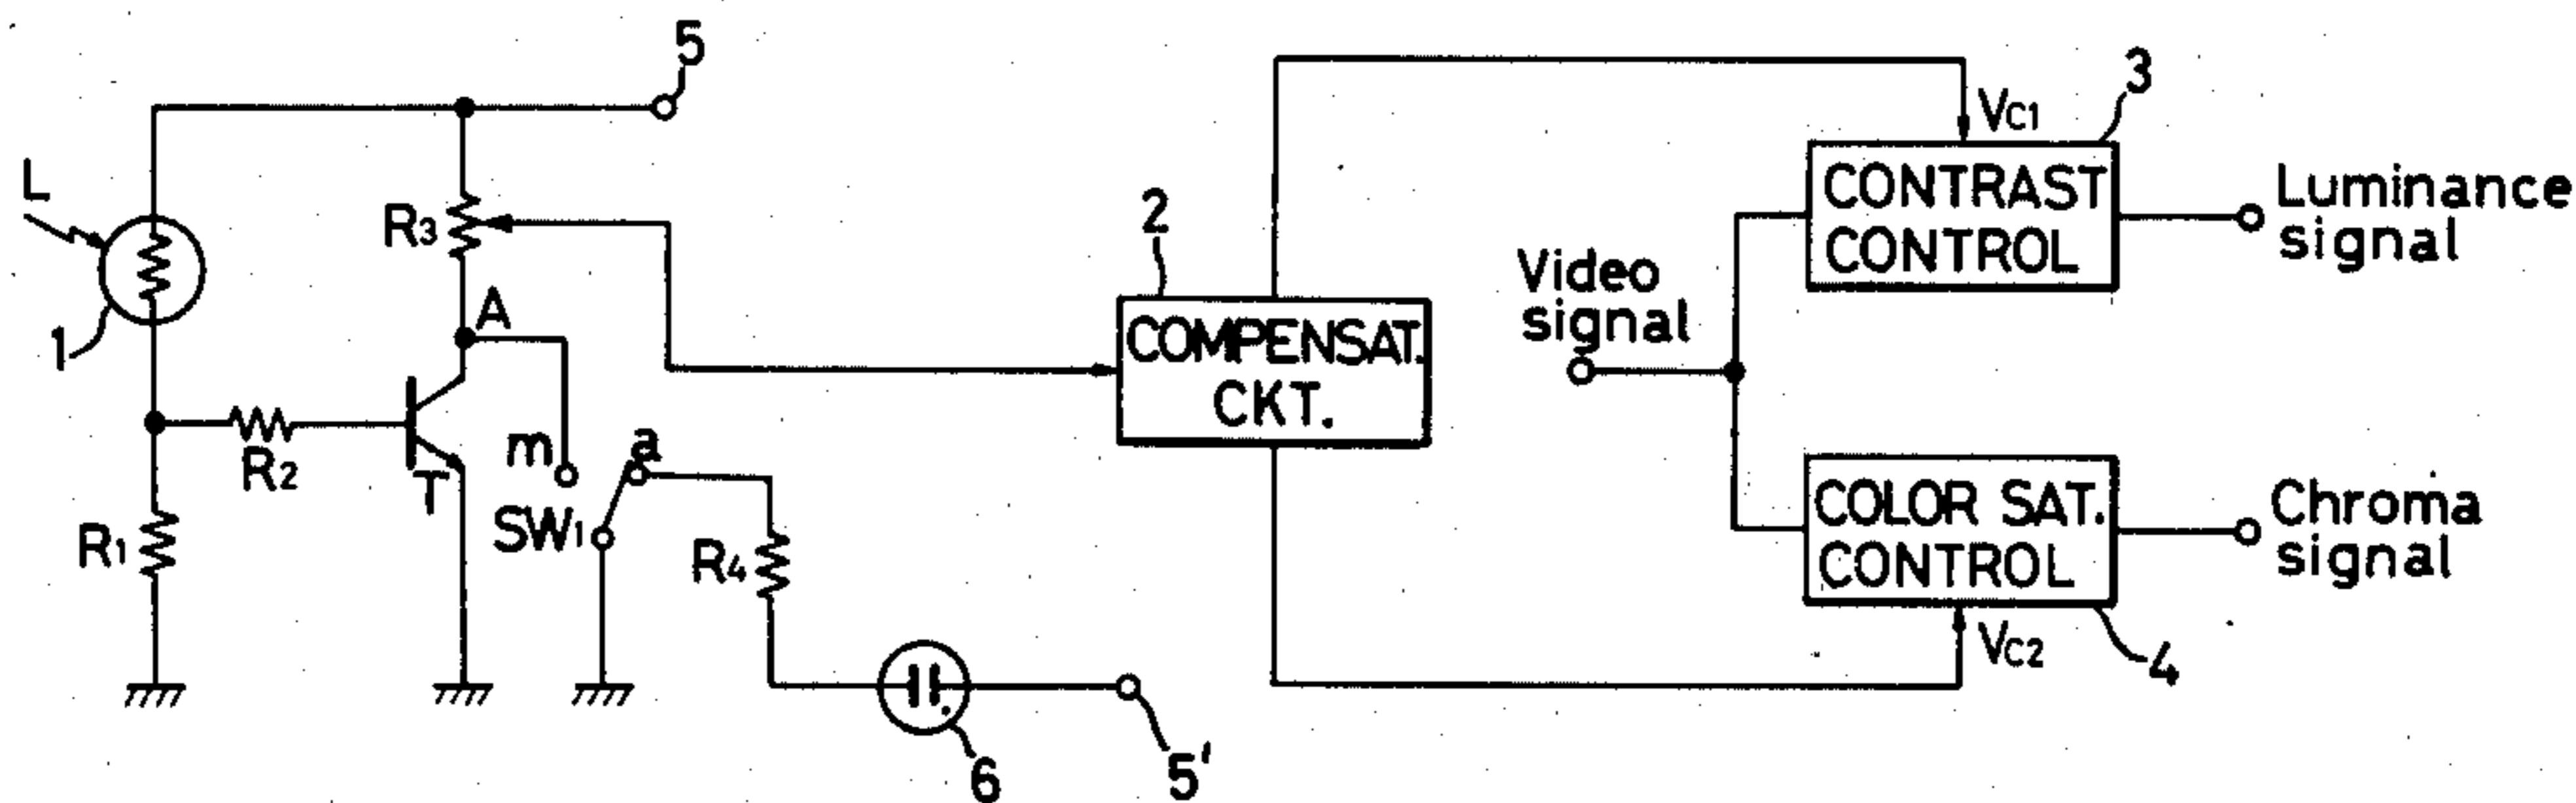 5
L
1
R3
A
R2
T
R1
m
a
SW1
R4
6
5'
2
COMPENSAT.
CKT.
Video
signal
VC1
3
CONTRAST
CONTROL
Luminance
signal
COLOR SAT.
CONTROL
VC2
4
Chroma
signal